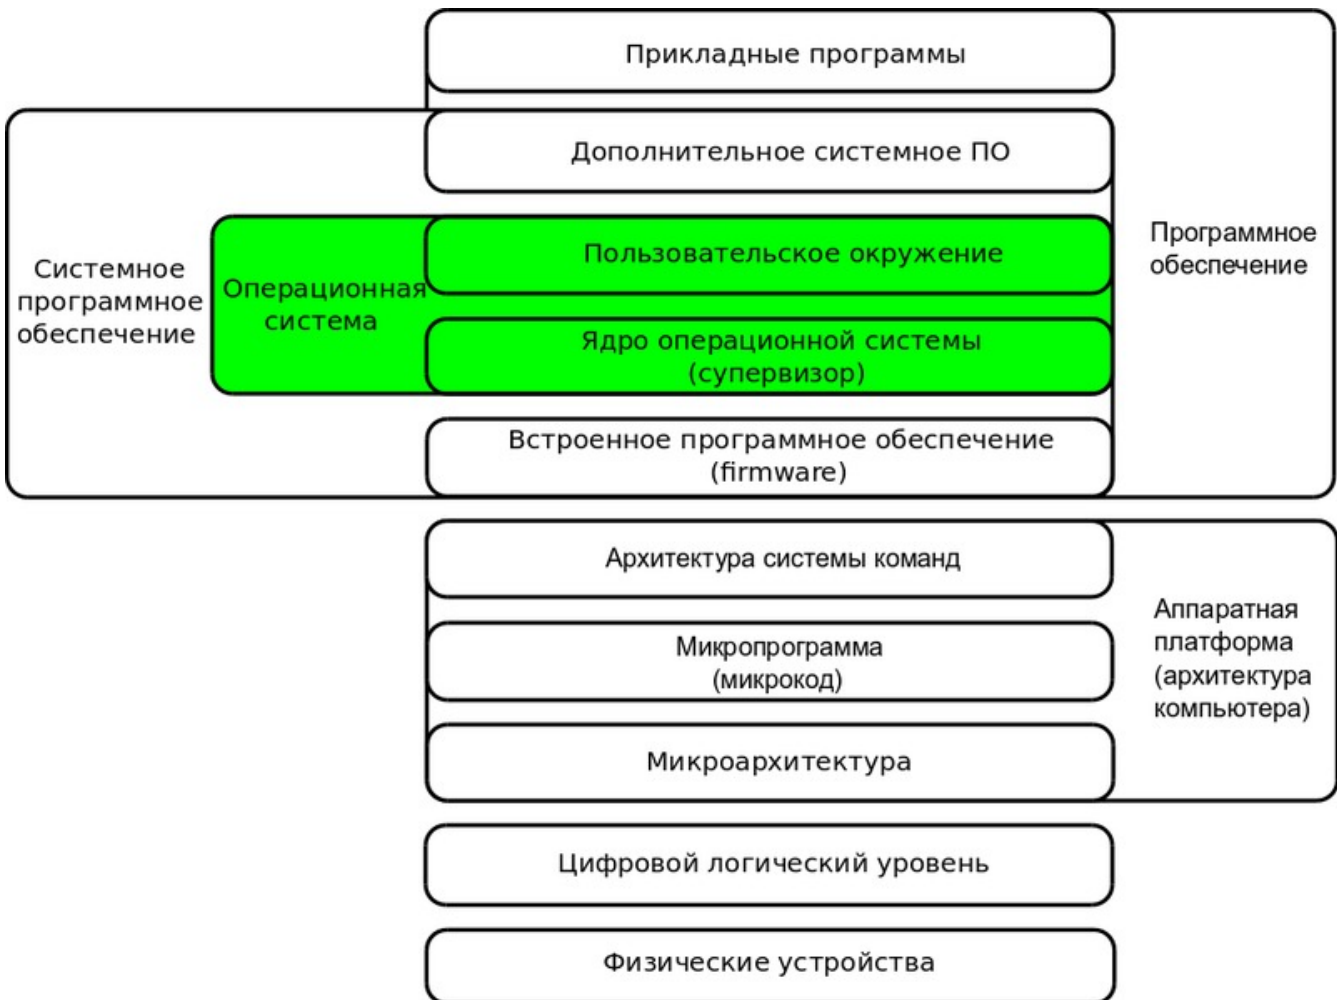 Прикладные программы
Дополнительное системное ПО
Пользовательское окружение
Ядро операционной системы
(супервизор)
Встроенное программное обеспечение
(firmware)
Системное
программное
обеспечение
Операционная
система
Программное
обеспечение
Архитектура системы команд
Микропрограмма
(микрокод)
Микроархитектура
Аппаратная
платформа
(архитектура
компьютера)
Цифровой логический уровень
Физические устройства